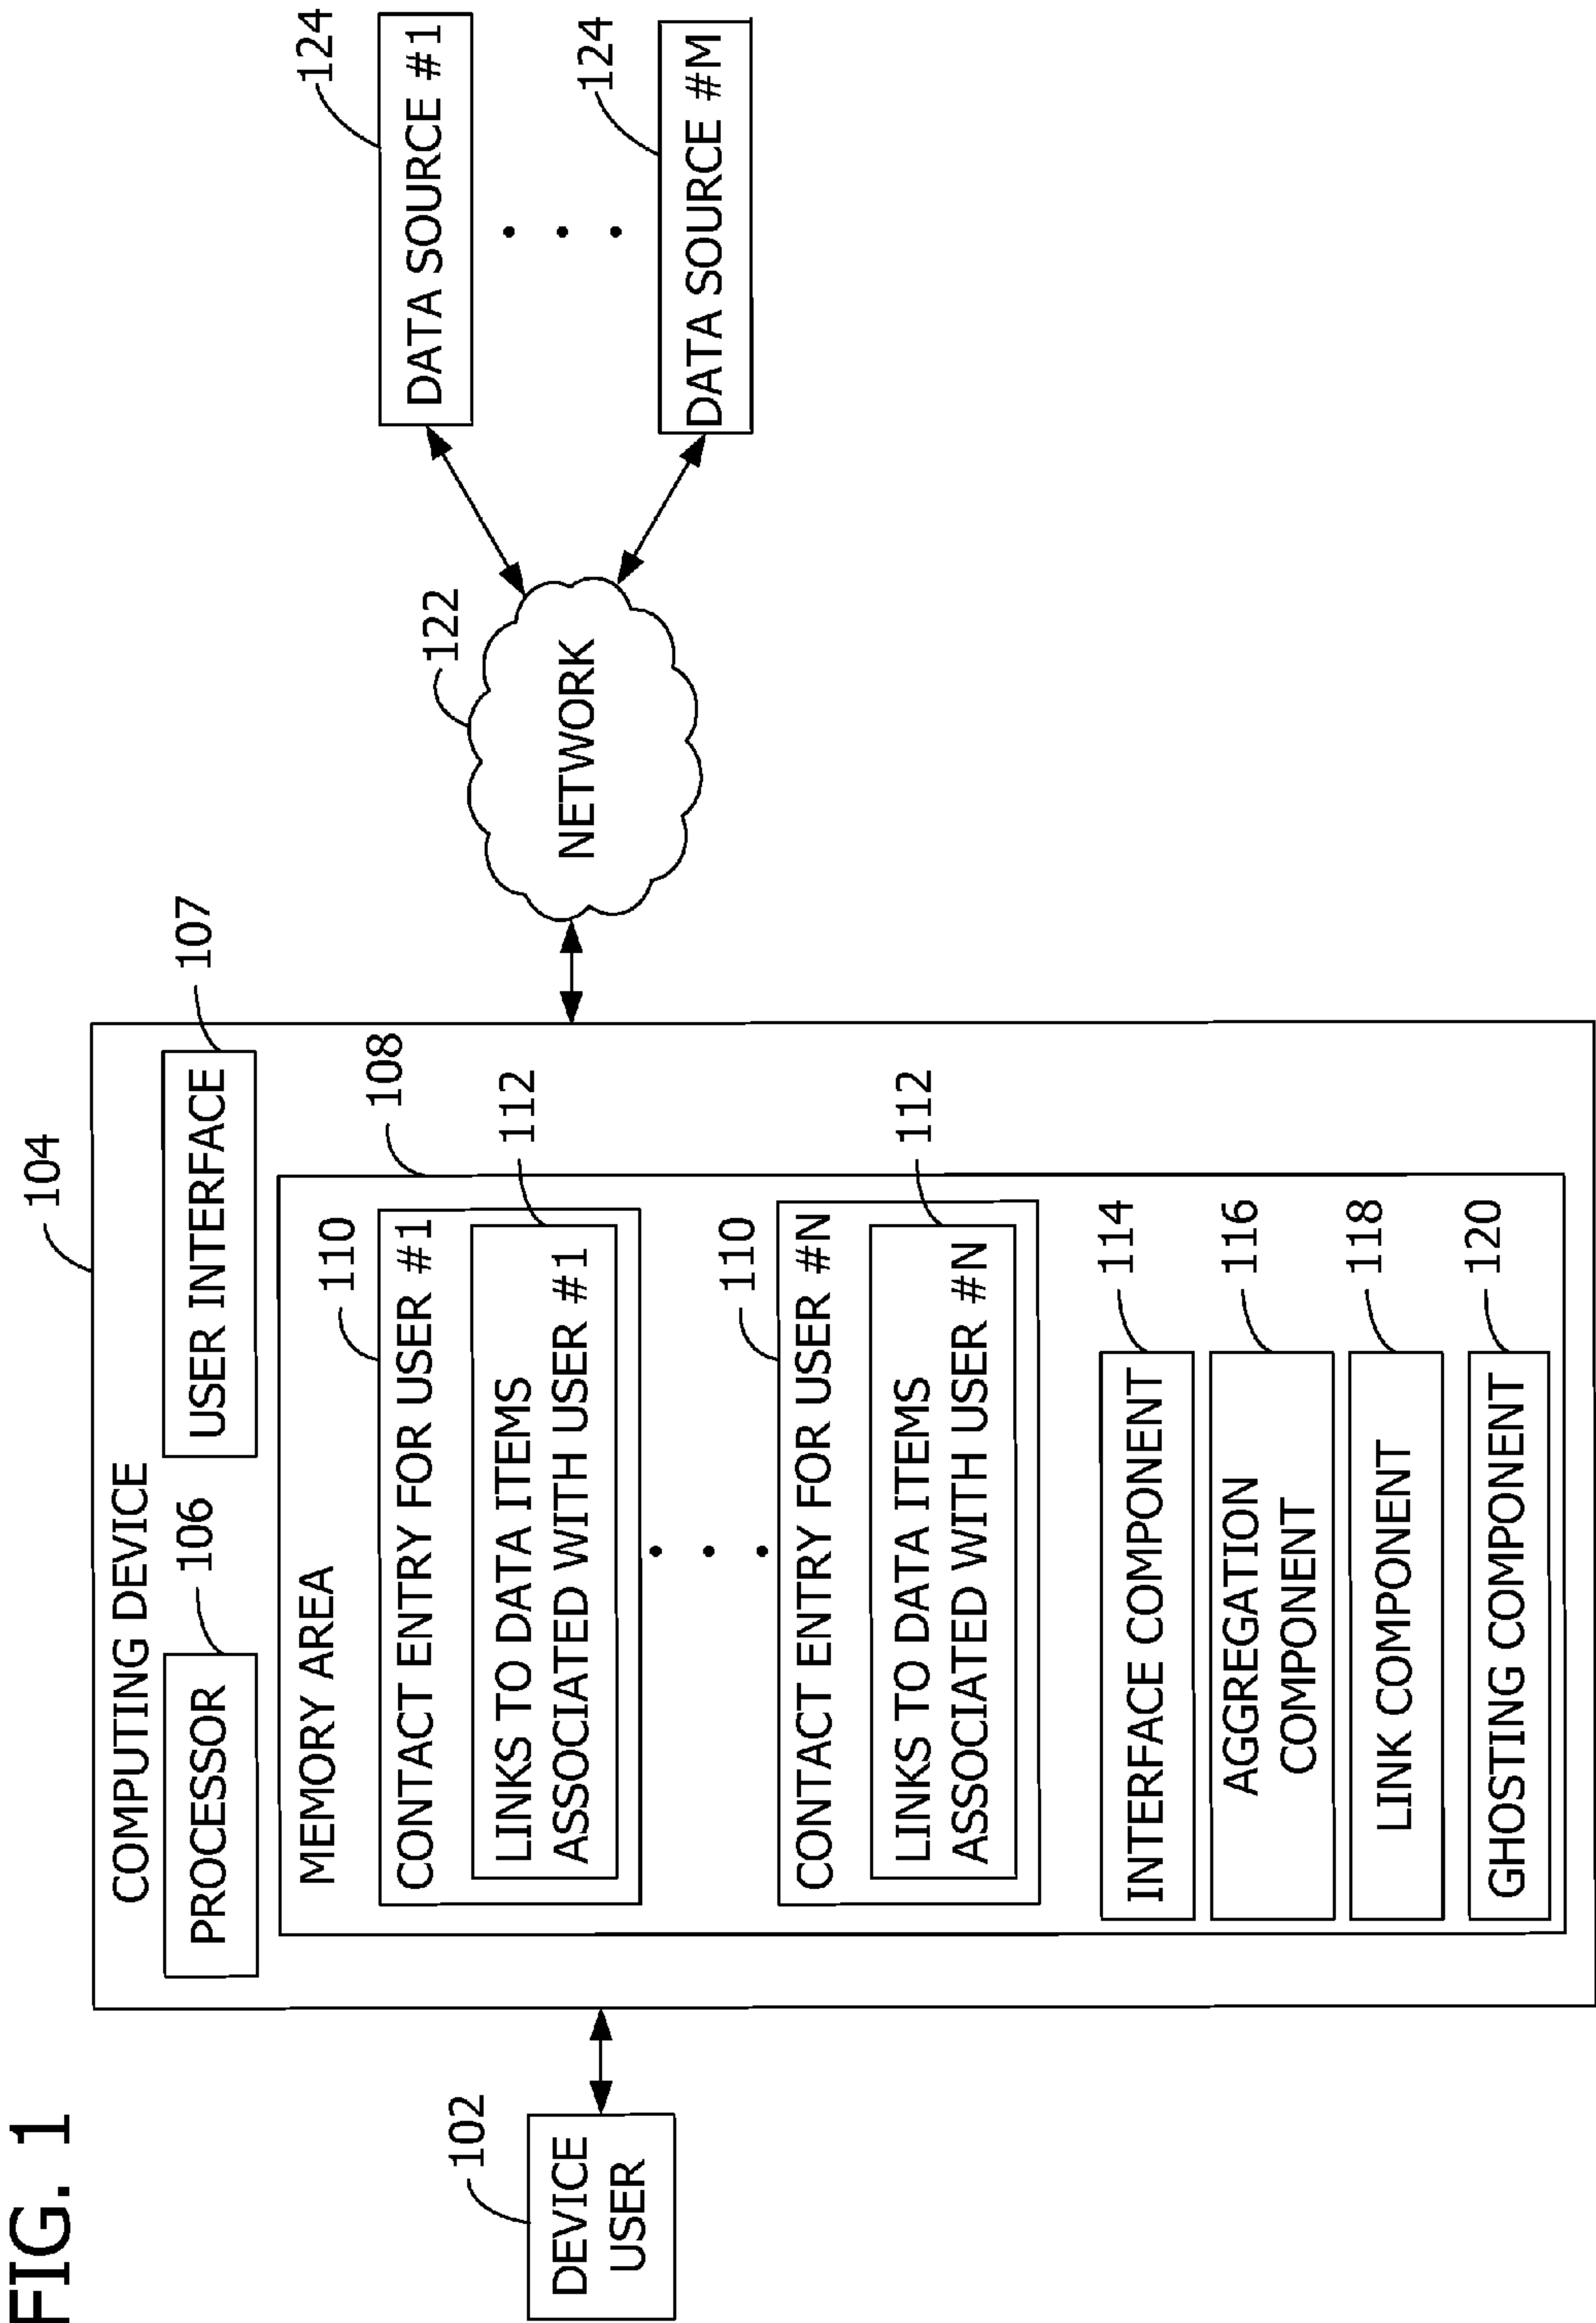 FIG. 1
102
DEVICE
USER
104
COMPUTING DEVICE
PROCESSOR
106
USER INTERFACE
107
108
MEMORY AREA
110
CONTACT ENTRY FOR USER #1
112
LINKS TO DATA ITEMS
ASSOCIATED WITH USER #1
110
CONTACT ENTRY FOR USER #N
112
LINKS TO DATA ITEMS
ASSOCIATED WITH USER #N
INTERFACE COMPONENT
114
AGGREGATION
COMPONENT
116
LINK COMPONENT
118
GHOSTING COMPONENT
120
122
NETWORK
124
DATA SOURCE #1
124
DATA SOURCE #M